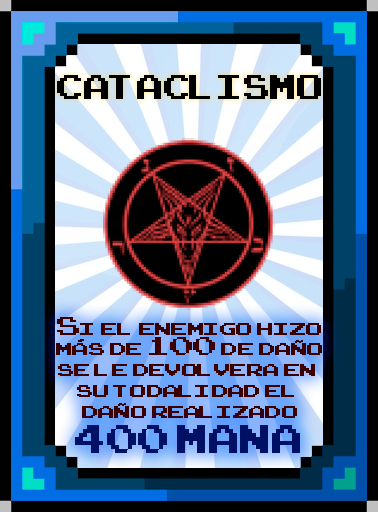 CATACLISMO
SI EL ENEMIGO HIZO
MÁS DE 100 DE DAÑO
SE LE DEVOLVERA EN
SU TODALIDAD EL
DAÑO REALIZADO
400 MANA